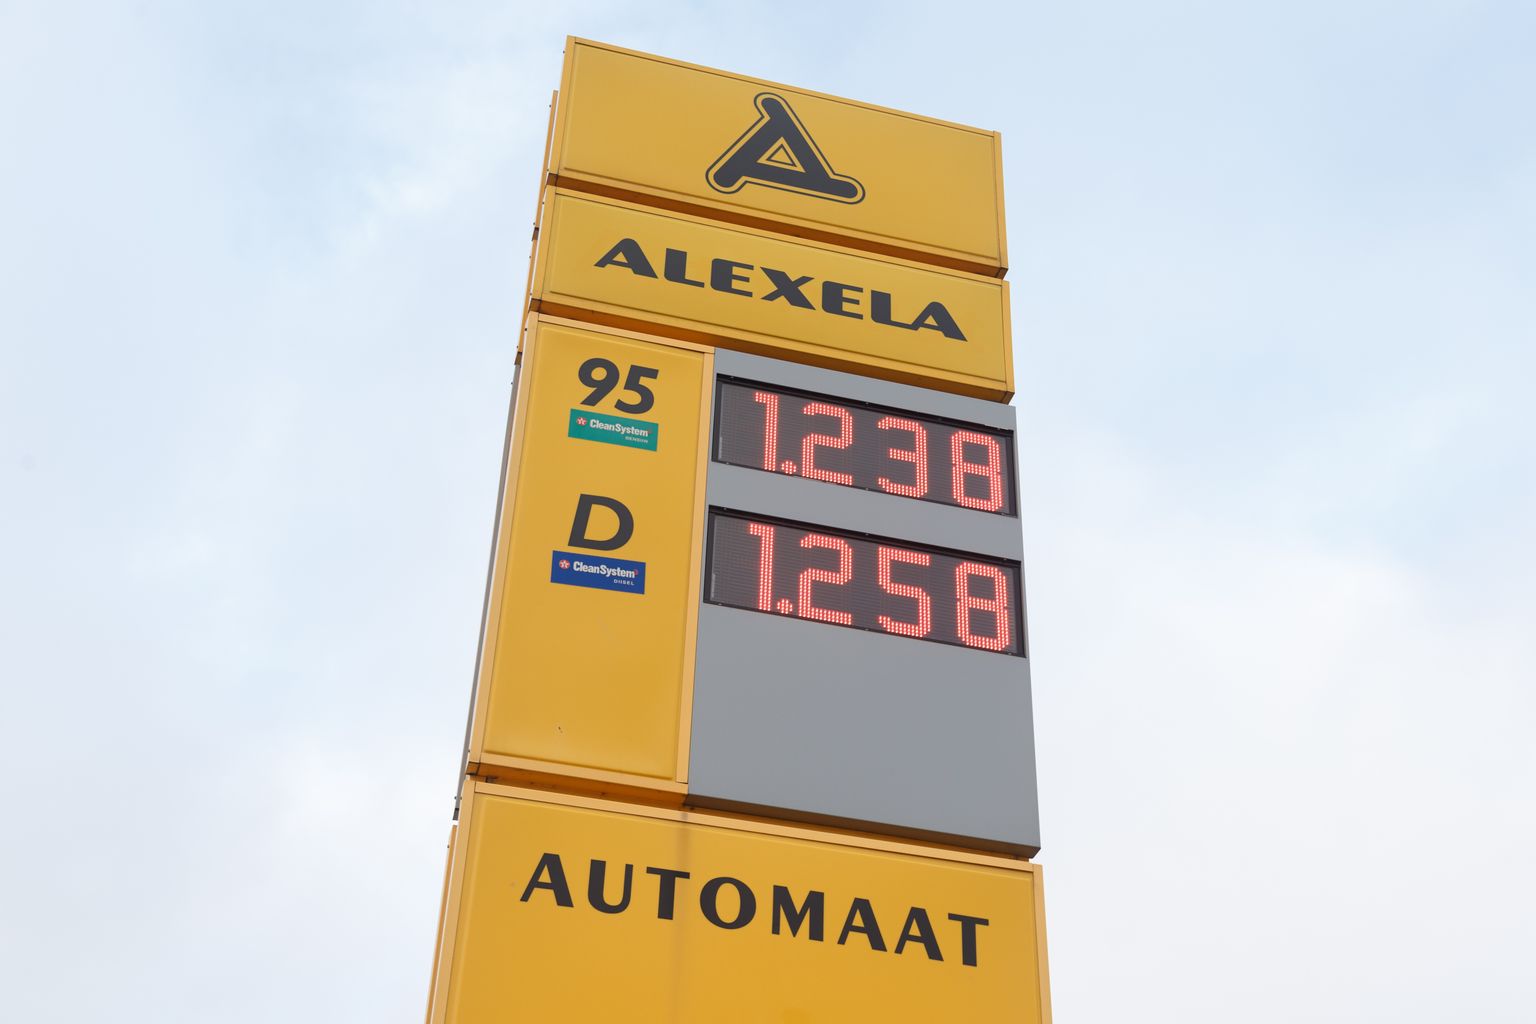 A
ALEXELA
95
CleanSystem
BENSIIN
1.238
D
CleanSystem
DIISEL
1.258
AUTOMAAT